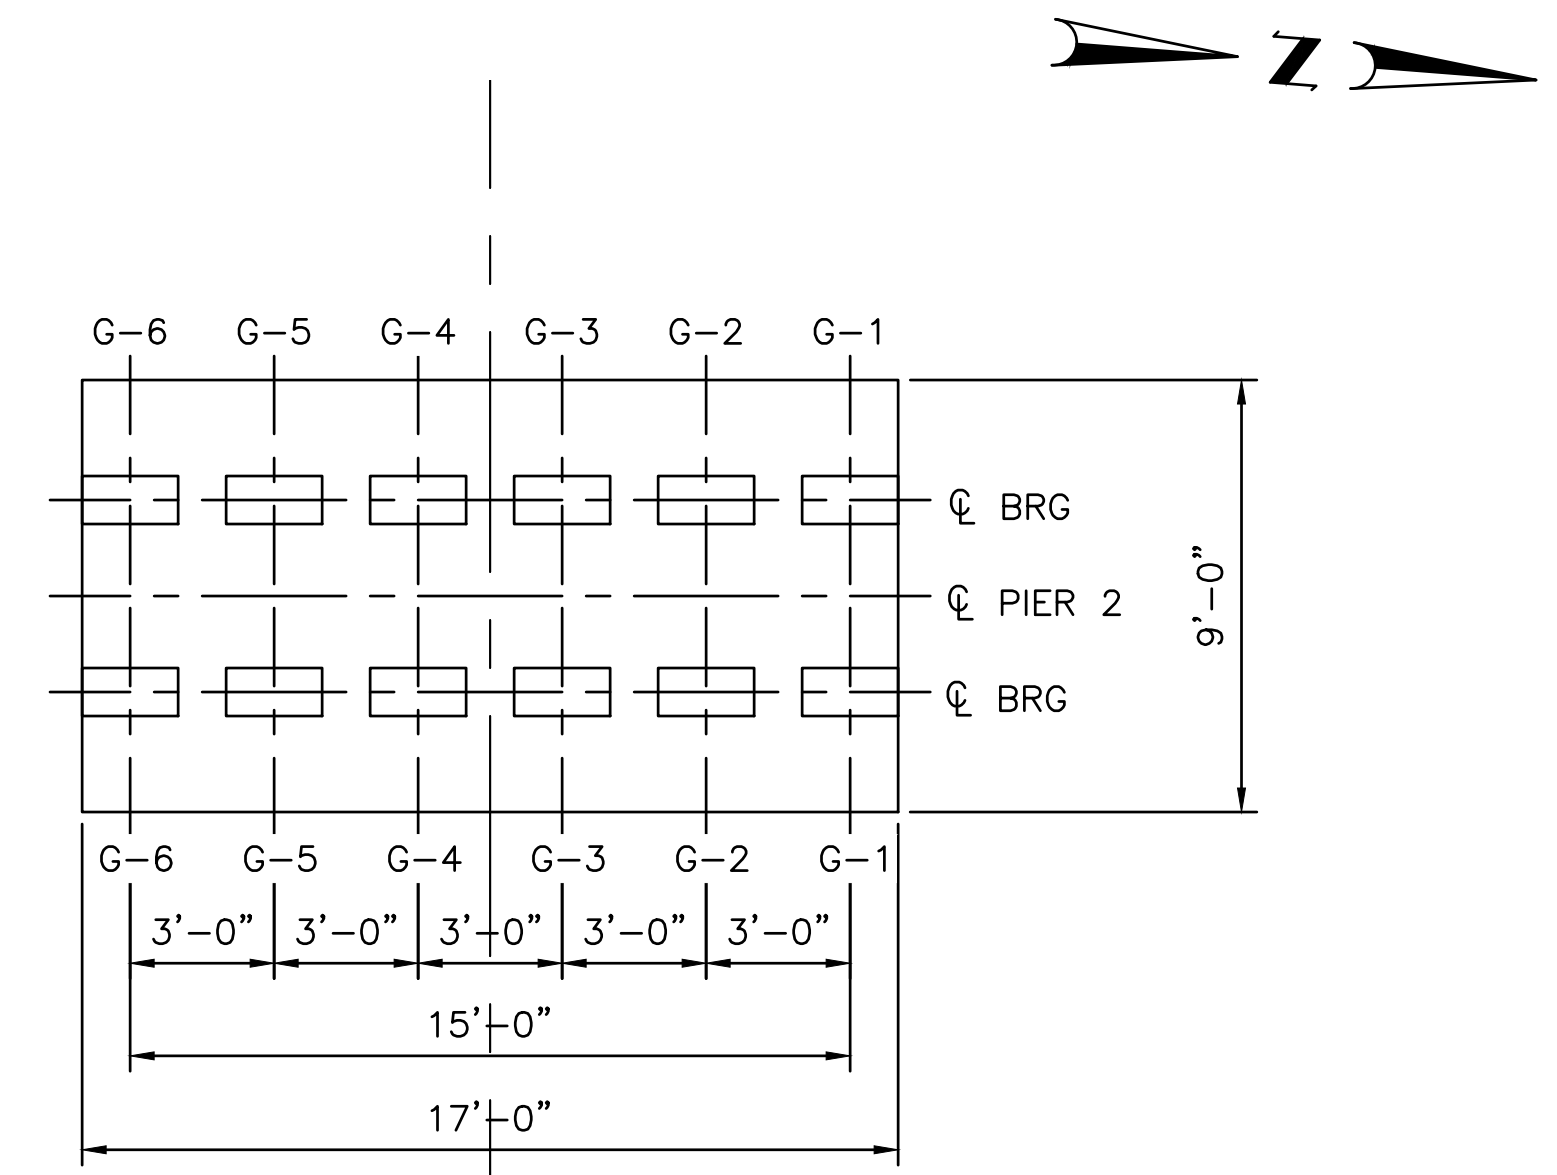 N
G-6 G-5 G-4 G-3 G-2 G-1
℄ BRG
9'-0"
℄ PIER 2
℄ BRG
G-6 G-5 G-4 G-3 G-2 G-1
3'-0" 3'-0" 3'-0" 3'-0" 3'-0"
15'-0"
17'-0"